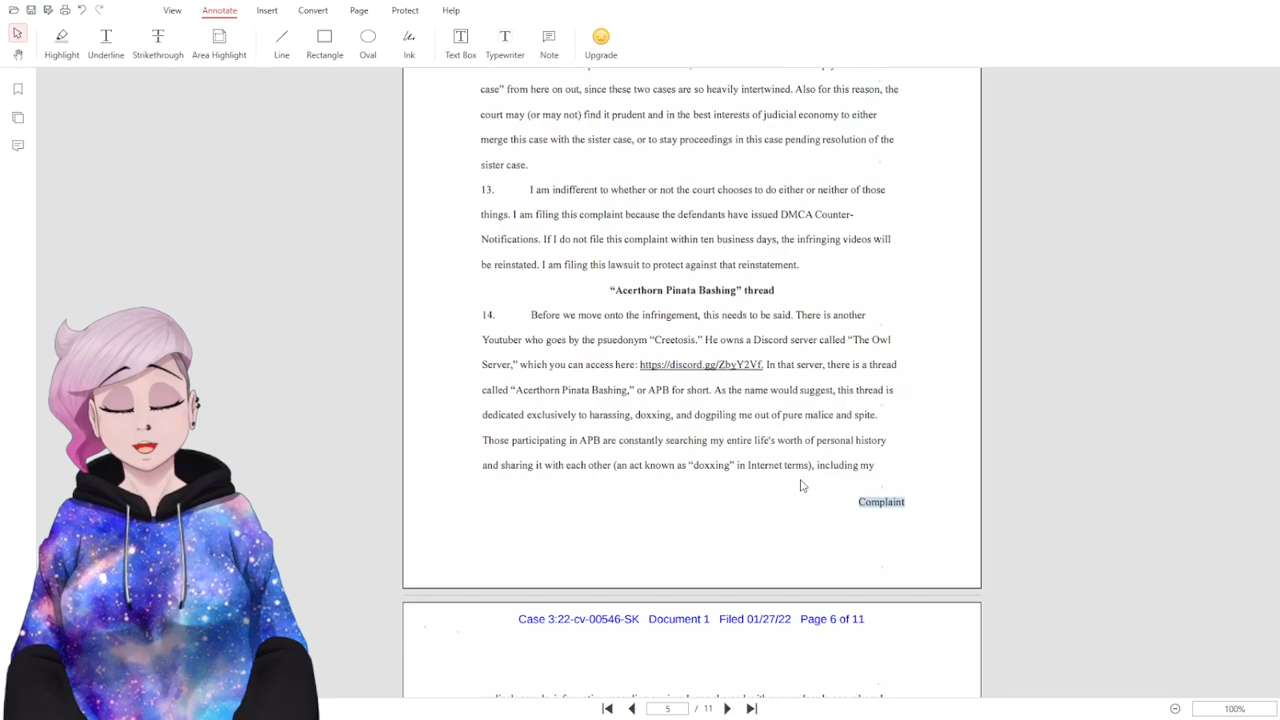 View Annotate Insert Convert Page Protect Help
Highlight Underline Strikethrough Area Highlight Line Rectangle Oval Ink Text Box Typewriter Note Upgrade
case” from here on out, since these two cases are so heavily intertwined. Also for this reason, the
court may (or may not) find it prudent and in the best interests of judicial economy to either
merge this case with the sister case, or to stay proceedings in this case pending resolution of the
sister case.
13. I am indifferent to whether or not the court chooses to do either or neither of those
things. I am filing this complaint because the defendants have issued DMCA Counter-
Notifications. If I do not file this complaint within ten business days, the infringing videos will
be reinstated. I am filing this lawsuit to protect against that reinstatement.
“Acerthorn Pinata Bashing” thread
14. Before we move onto the infringement, this needs to be said. There is another
Youtuber who goes by the psuedonym “Creetosis.” He owns a Discord server called “The Owl
Server,” which you can access here: https://discord.gg/ZbyY2Vf. In that server, there is a thread
called “Acerthorn Pinata Bashing,” or APB for short. As the name would suggest, this thread is
dedicated exclusively to harassing, doxxing, and dogpiling me out of pure malice and spite.
Those participating in APB are constantly searching my entire life's worth of personal history
and sharing it with each other (an act known as “doxxing” in Internet terms), including my
Complaint
Case 3:22-cv-00546-SK Document 1 Filed 01/27/22 Page 6 of 11
5 / 11 100%